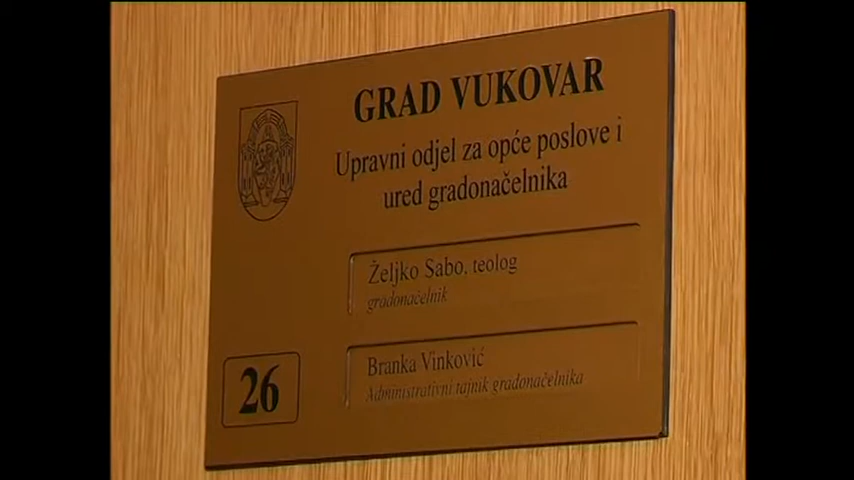 GRAD VUKOVAR
Upravni odjel za opće poslove i
ured gradonačelnika
Željko Sabo, teolog
gradonačelnik
Branka Vinković
Administrativni tajnik gradonačelnika
26